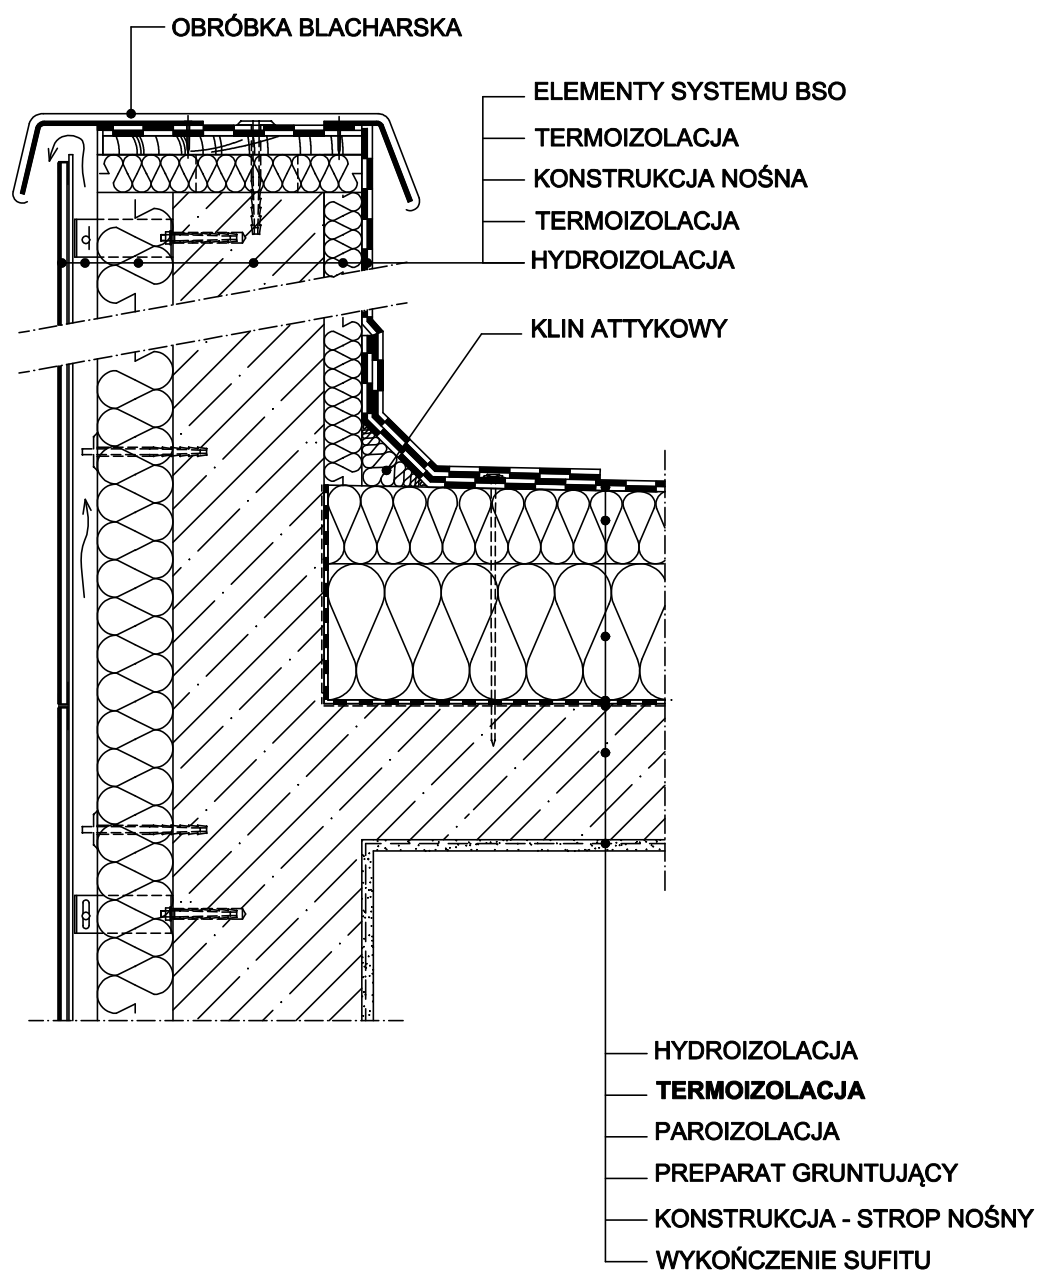 OBRÓBKA BLACHARSKA
ELEMENTY SYSTEMU BSO
TERMOIZOLACJA
KONSTRUKCJA NOŚNA
TERMOIZOLACJA
HYDROIZOLACJA
KLIN ATTYKOWY
HYDROIZOLACJA
TERMOIZOLACJA
PAROIZOLACJA
PREPARAT GRUNTUJĄCY
KONSTRUKCJA - STROP NOŚNY
WYKOŃCZENIE SUFITU